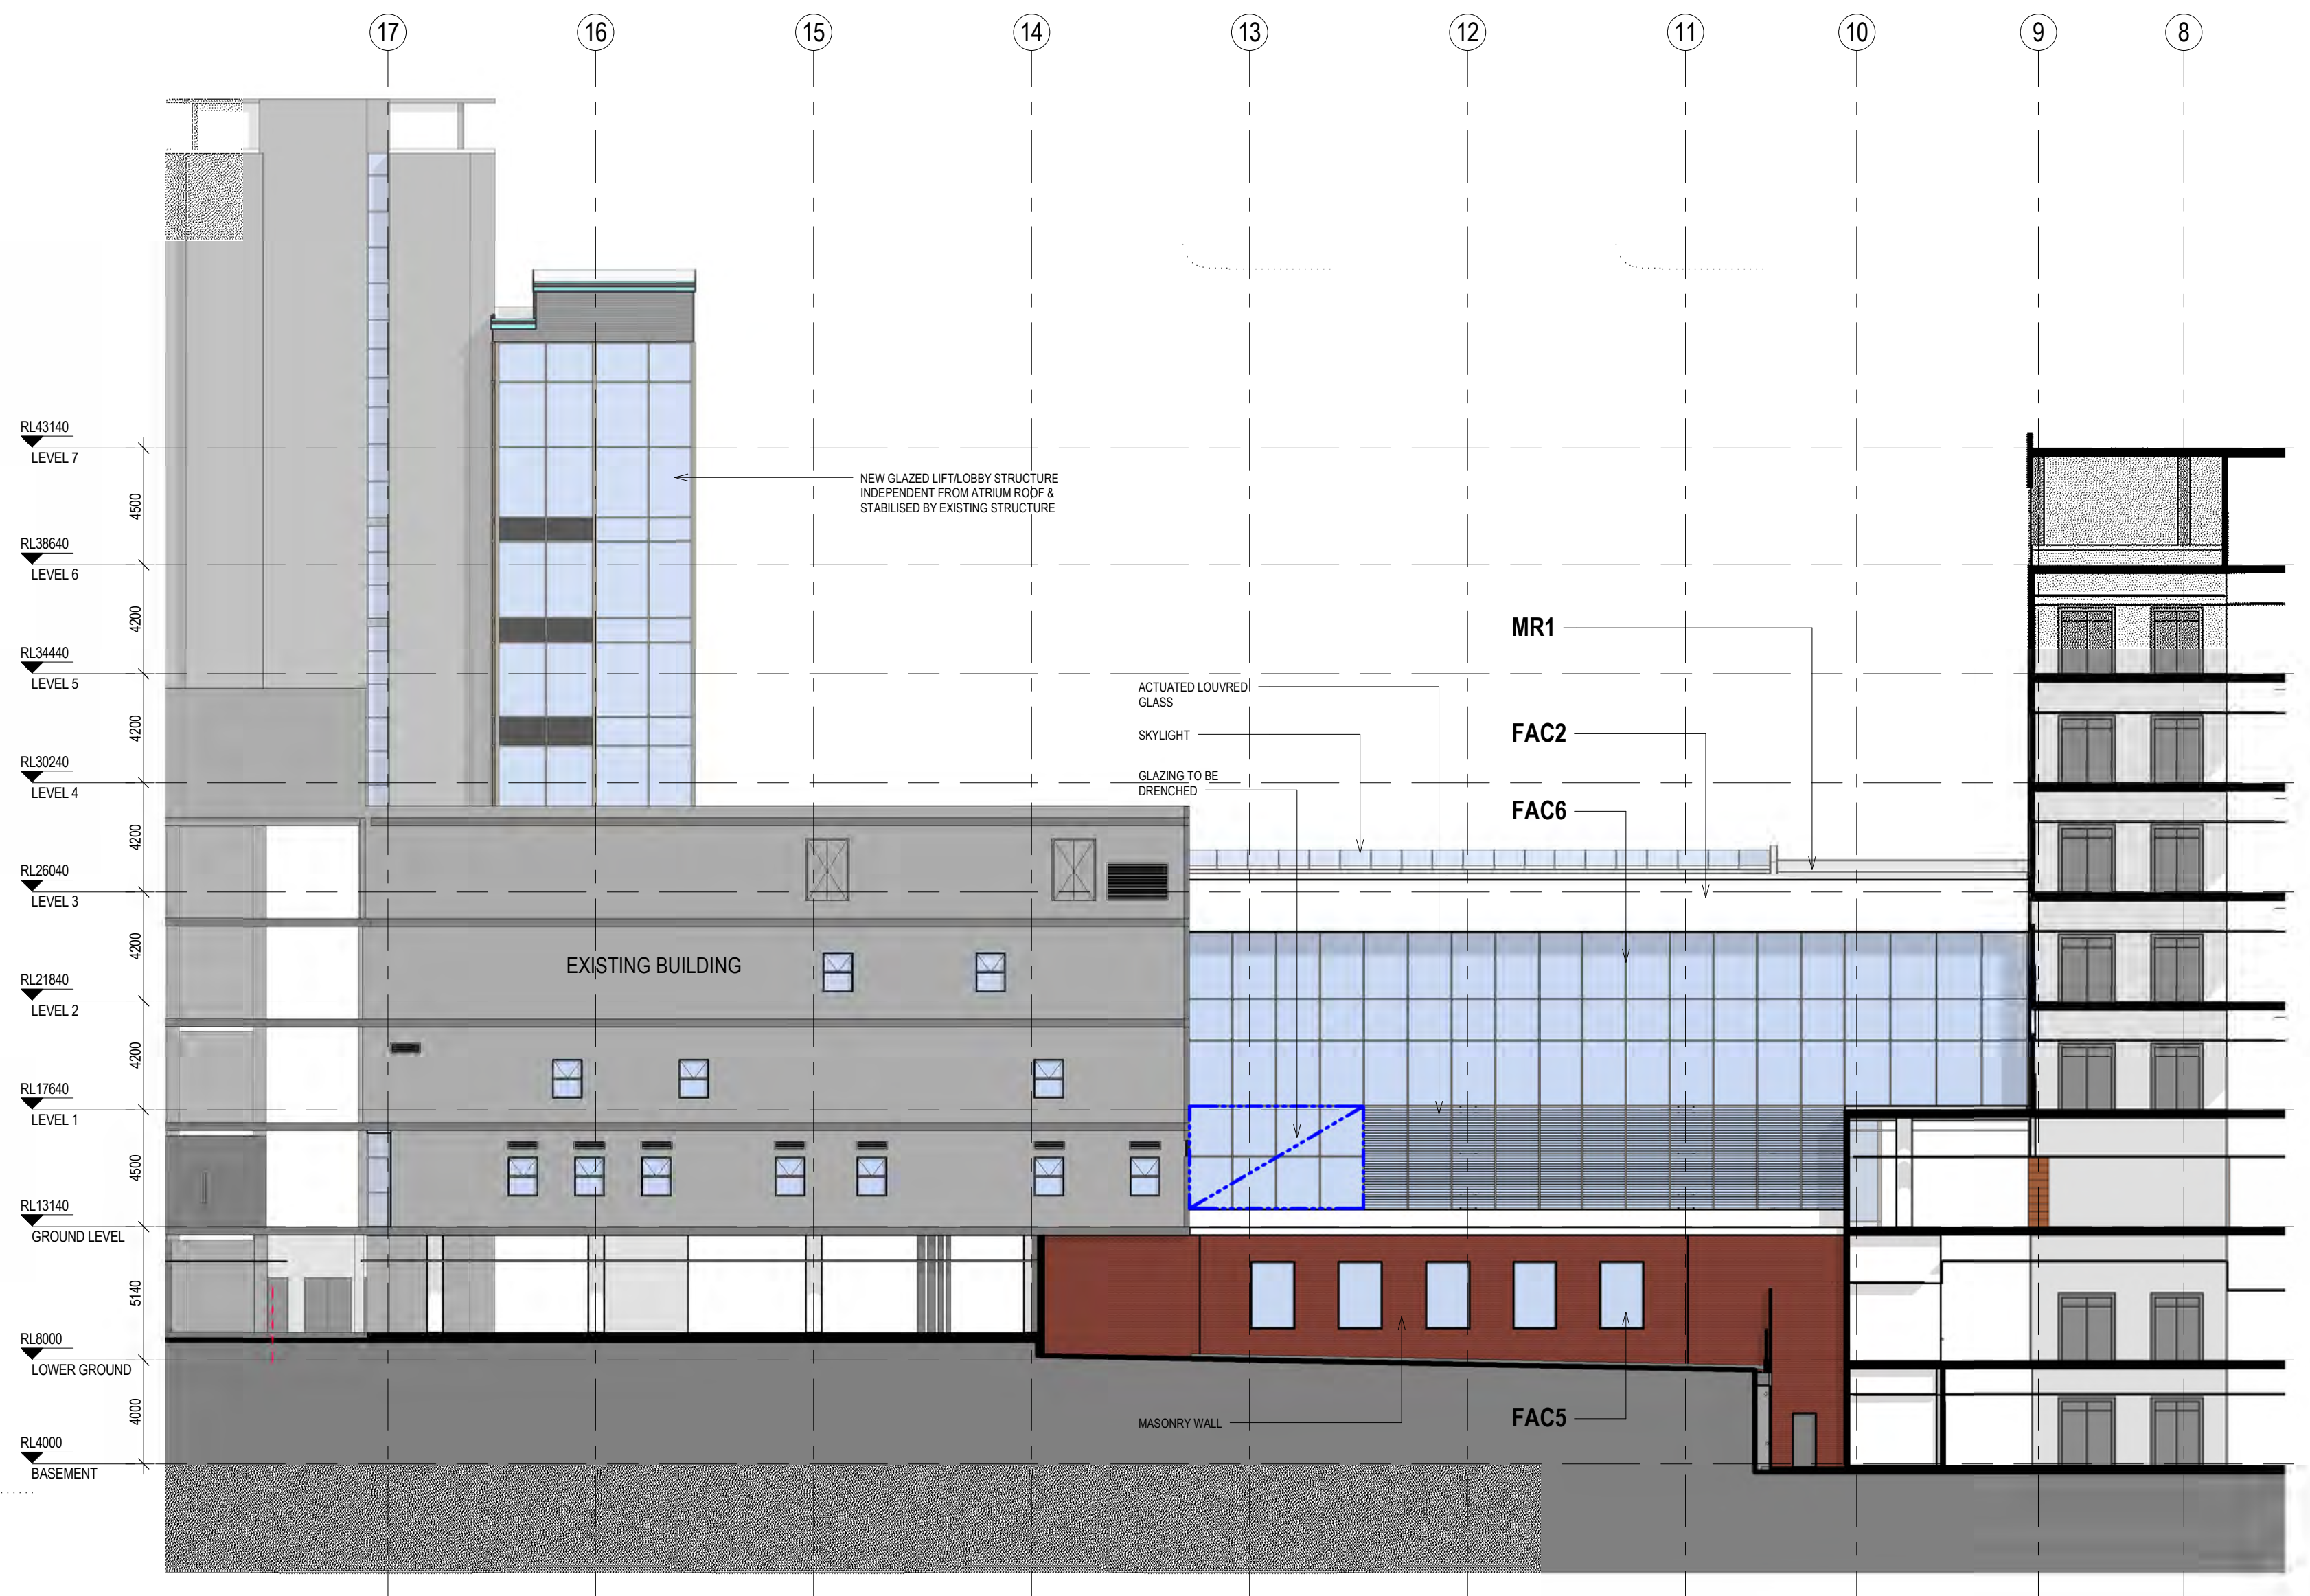 17 16 15 14 13 12 11 10 9 8
RL43140
LEVEL 7
4500
RL38640
LEVEL 6
4200
RL34440
LEVEL 5
4200
RL30240
LEVEL 4
4200
RL26040
LEVEL 3
4200
RL21840
LEVEL 2
4200
RL17640
LEVEL 1
4500
RL13140
GROUND LEVEL
5140
RL8000
LOWER GROUND
4000
RL4000
BASEMENT
NEW GLAZED LIFT/LOBBY STRUCTURE
INDEPENDENT FROM ATRIUM ROOF &
STABILISED BY EXISTING STRUCTURE
EXISTING BUILDING
ACTUATED LOUVRED
GLASS
SKYLIGHT
GLAZING TO BE
DRENCHED
MR1
FAC2
FAC6
MASONRY WALL
FAC5